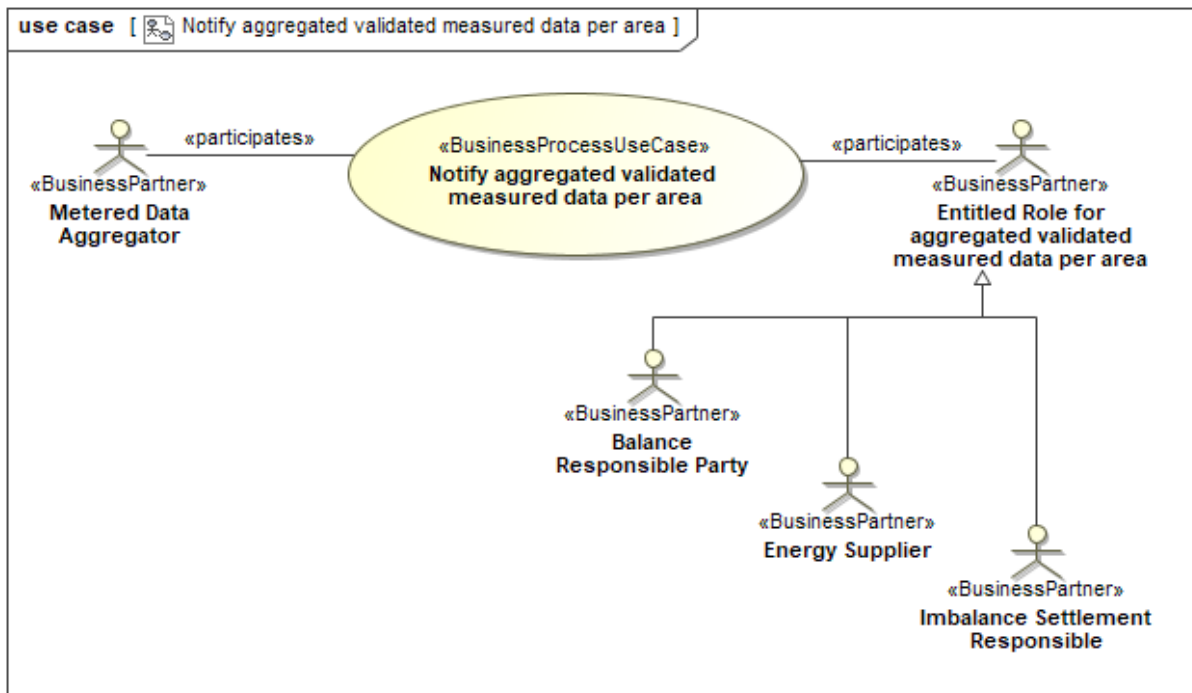 use case [ Notify aggregated validated measured data per area ]
«participates»
«BusinessProcessUseCase»
Notify aggregated validated
measured data per area
«participates»
«BusinessPartner»
Metered Data
Aggregator
«BusinessPartner»
Entitled Role for
aggregated validated
measured data per area
«BusinessPartner»
Balance
Responsible Party
«BusinessPartner»
Energy Supplier
«BusinessPartner»
Imbalance Settlement
Responsible